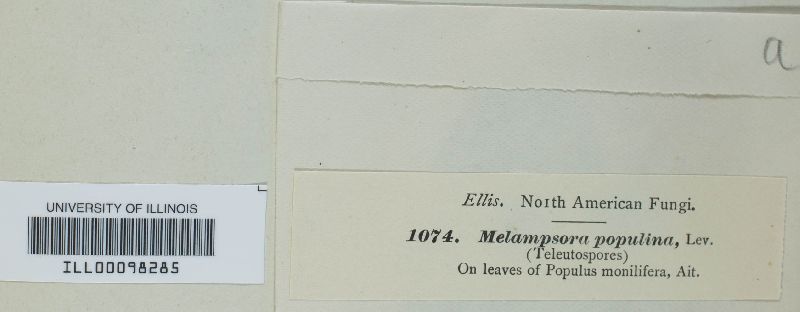 a
Ellis. North American Fungi.
1074. Melampsora populina, Lev.
(Teleutospores)
On leaves of Populus monilifera, Ait.
UNIVERSITY OF ILLINOIS
ILL00098285